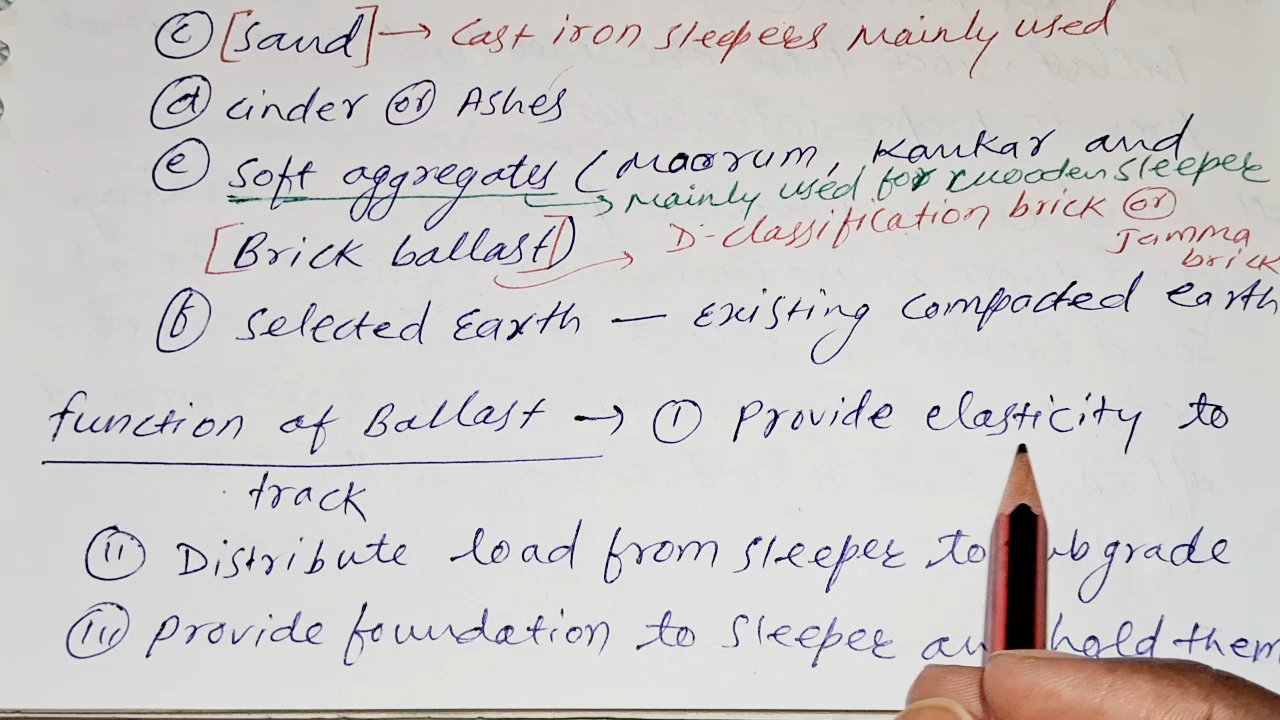 (c) [Sand] → Cast iron sleepers mainly used
(d) cinder (or) Ashes
(e) Soft aggregates (Moorum, Kankar and
→ mainly used for wooden sleeper
[Brick ballast]) → D-classification brick (or)
Jamma
brick
(f) Selected Earth — existing compacted earth
function of Ballast → (i) Provide elasticity to
track
(ii) Distribute load from sleeper to subgrade
(iii) Provide foundation to sleeper and hold them